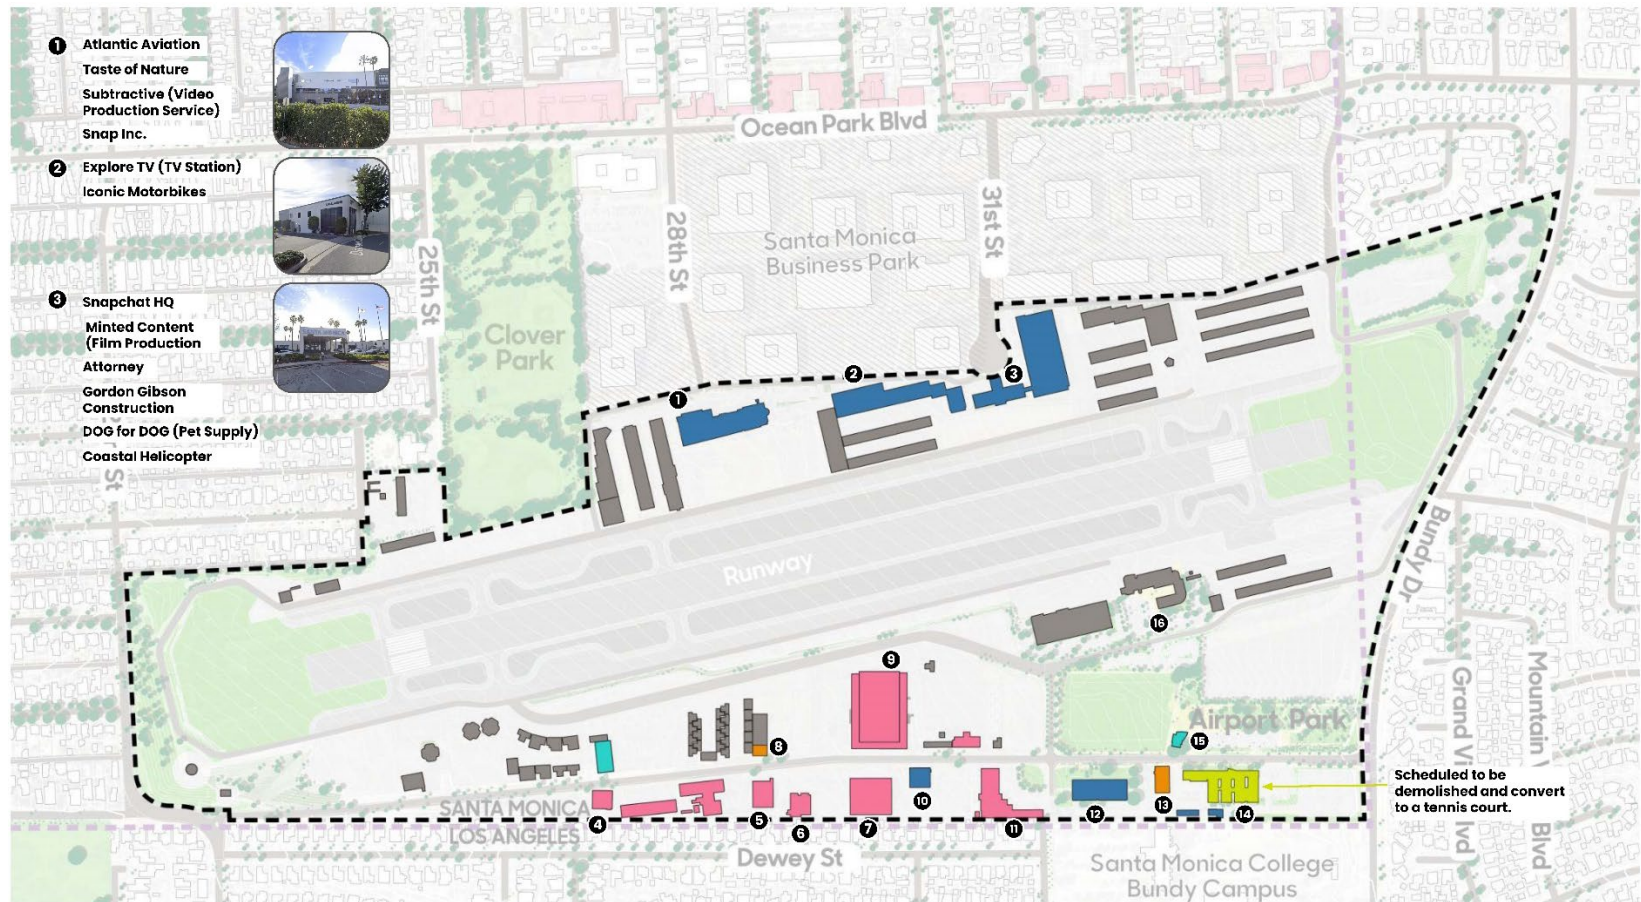 1 Atlantic Aviation
Taste of Nature
Subtractive (Video
Production Service)
Snap Inc.
2 Explore TV (TV Station)
Iconic Motorbikes
3 Snapchat HQ
Minted Content
(Film Production
Attorney
Gordon Gibson
Construction
DOG for DOG (Pet Supply)
Coastal Helicopter
Ocean Park Blvd
25th St
28th St
31st St
Santa Monica
Business Park
Clover
Park
St
1
2
3
Runway
Bundy Dr
16
9
Airport Park
15
8
Scheduled to be
demolished and convert
to a tennis court.
SANTA MONICA
LOS ANGELES
4
5
6
7
10
11
12
13
14
Dewey St
Santa Monica College
Bundy Campus
Mountain
Blvd